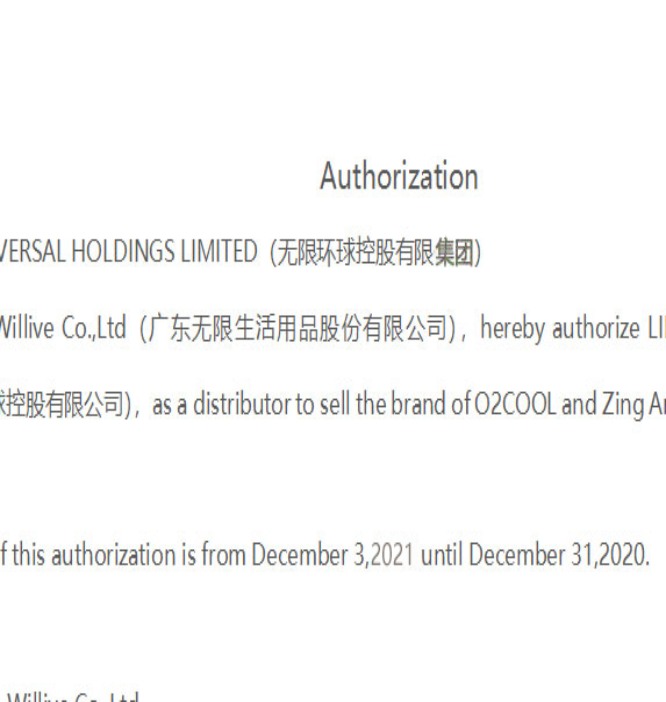 Authorization
VERSAL HOLDINGS LIMITED (无限环球控股有限集团)
Willive Co.,Ltd (广东无限生活用品股份有限公司)，hereby authorize LI
球控股有限公司)，as a distributor to sell the brand of O2COOL and Zing A
f this authorization is from December 3,2021 until December 31,2020.
Willive Co.,Ltd